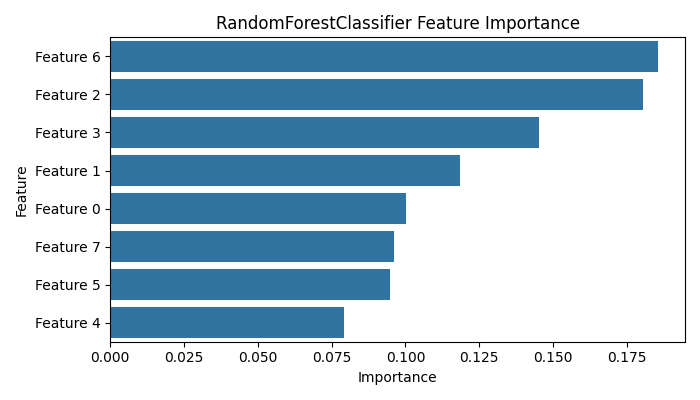 RandomForestClassifier Feature Importance
Feature
Feature 6
Feature 2
Feature 3
Feature 1
Feature 0
Feature 7
Feature 5
Feature 4
0.000 0.025 0.050 0.075 0.100 0.125 0.150 0.175
Importance